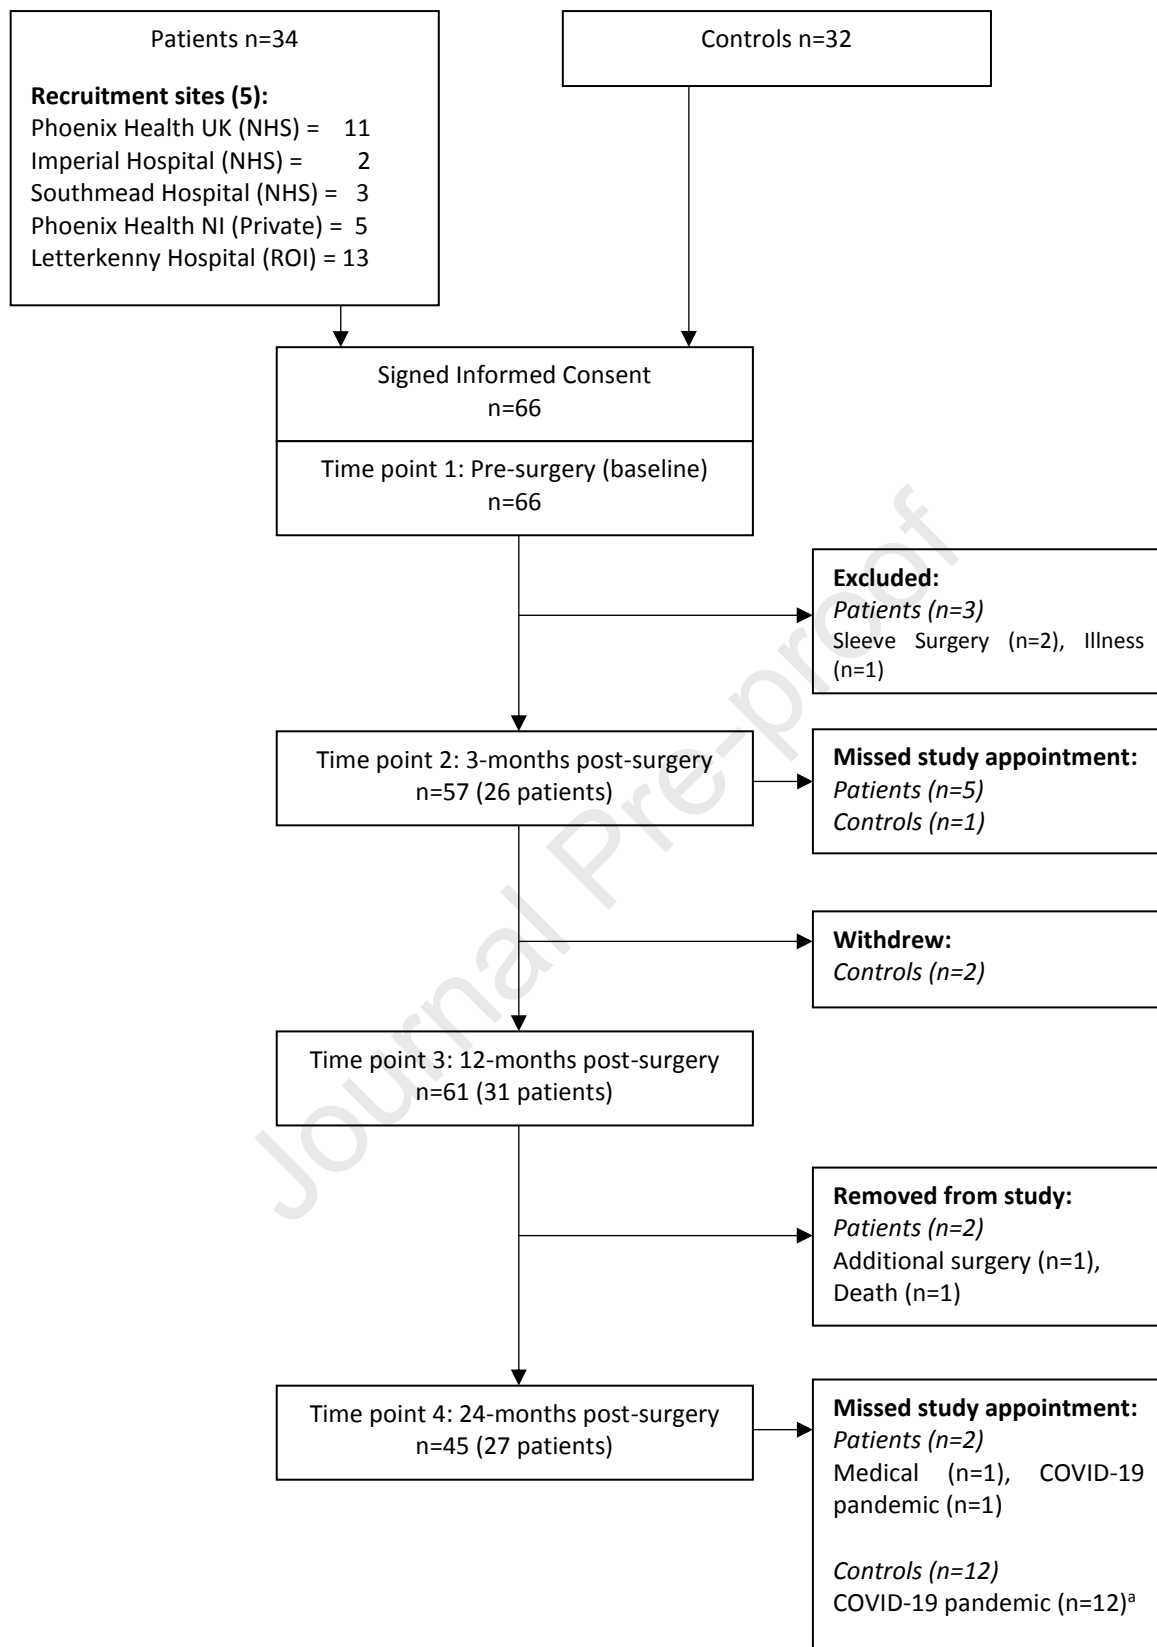 Patients n=34
Recruitment sites (5):
Phoenix Health UK (NHS) = 11
Imperial Hospital (NHS) = 2
Southmead Hospital (NHS) = 3
Phoenix Health NI (Private) = 5
Letterkenny Hospital (ROI) = 13
Controls n=32
Signed Informed Consent
n=66
Time point 1: Pre-surgery (baseline)
n=66
Excluded:
Patients (n=3)
Sleeve Surgery (n=2), Illness
(n=1)
Time point 2: 3-months post-surgery
n=57 (26 patients)
Missed study appointment:
Patients (n=5)
Controls (n=1)
Withdrew:
Controls (n=2)
Time point 3: 12-months post-surgery
n=61 (31 patients)
Removed from study:
Patients (n=2)
Additional surgery (n=1),
Death (n=1)
Time point 4: 24-months post-surgery
n=45 (27 patients)
Missed study appointment:
Patients (n=2)
Medical (n=1), COVID-19
pandemic (n=1)
Controls (n=12)
COVID-19 pandemic (n=12)ᵃ
Journal Pre-proof